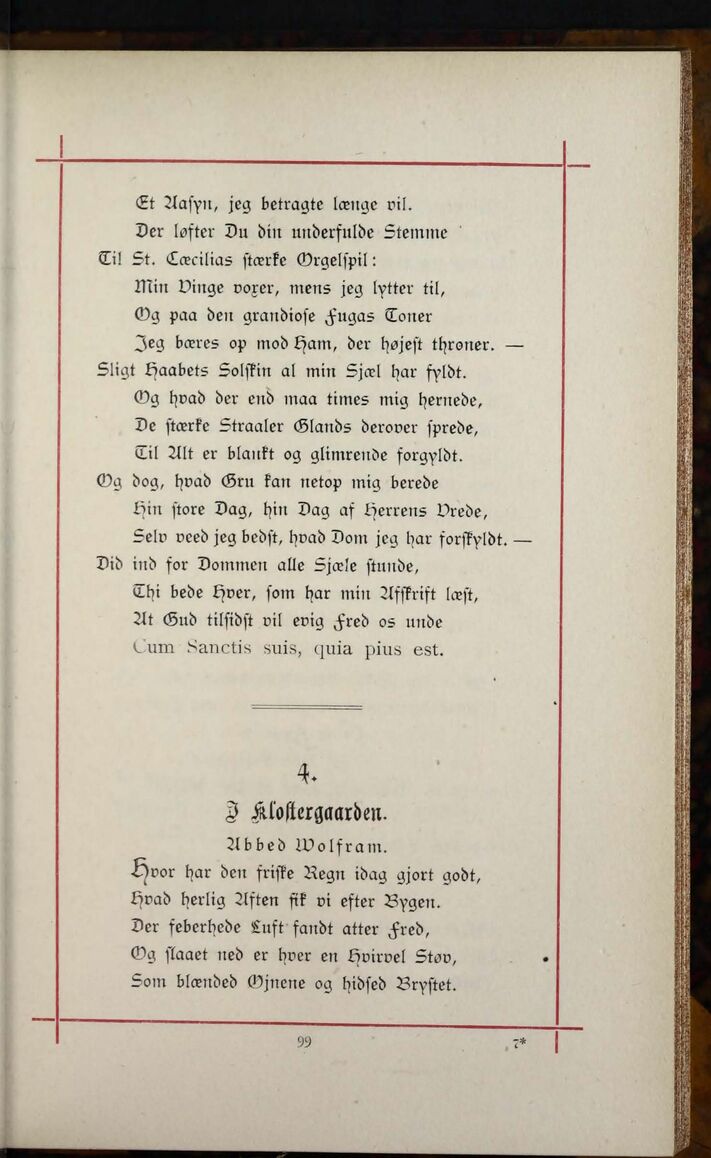 Et Aasyn, jeg betragte længe vil.
Der løfter Du din underfulde Stemme
Til St. Cæcilias stærke Orgelspil:
Min Vinge voxer, mens jeg lytter til,
Og paa den grandiose Fugas Toner
Jeg bæres op mod Ham, der højest throner. —
Sligt Haabets Solskin al min Sjæl har fyldt.
Og hvad der end maa times mig hernede,
De stærke Straaler Glands derover sprede,
Til Alt er blankt og glimrende forgyldt.
Og dog, hvad Gru kan netop mig berede
Hin store Dag, hin Dag af Herrens Vrede,
Selv veed jeg bedst, hvad Dom jeg har forskyldt. —
Did ind for Dommen alle Sjæle stunde,
Thi bede Hver, som har min Afskrift læst,
At Gud tilsidst vil evig Fred os unde
Cum Sanctis suis, quia pius est.
4.
I Klostergaarden.
Abbed Wolfram.
Hvor har den friske Regn idag gjort godt,
Hvad herlig Aften fik vi efter Bygen.
Der feberhede Luft fandt atter Fred,
Og slaaet ned er hver en Hvirvel Støv,
Som blænded Øjnene og hidsed Brystet.
99
7*